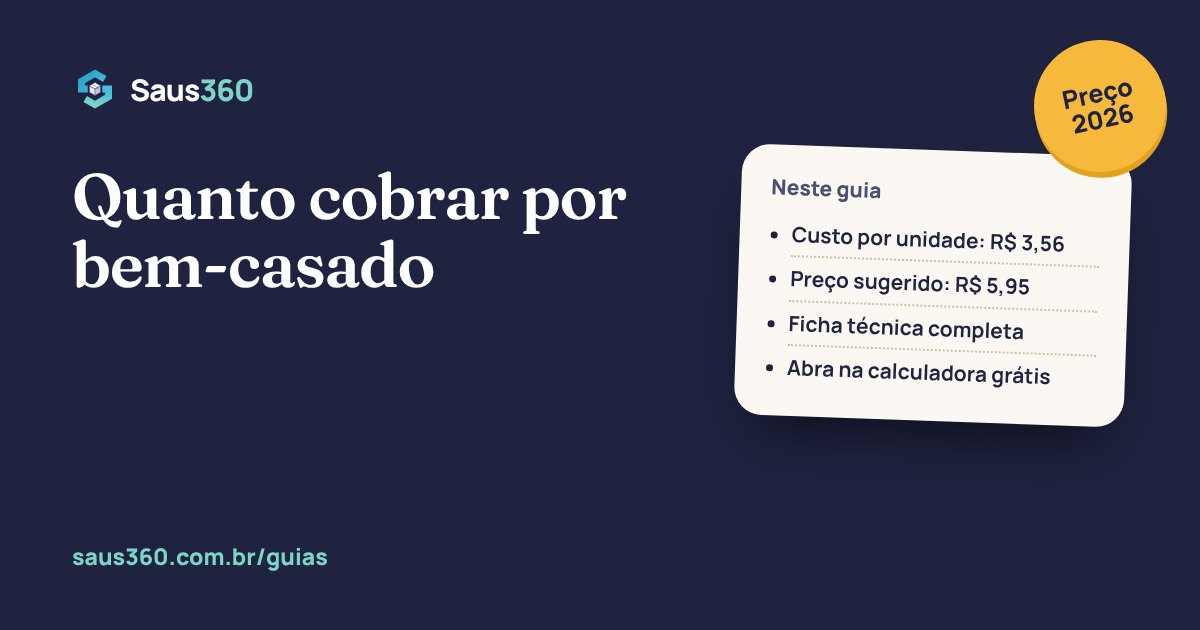 Saus360
Quanto cobrar por
bem-casado
Preço
2026
Neste guia
• Custo por unidade: R$ 3,56
• Preço sugerido: R$ 5,95
• Ficha técnica completa
• Abra na calculadora grátis
saus360.com.br/guias